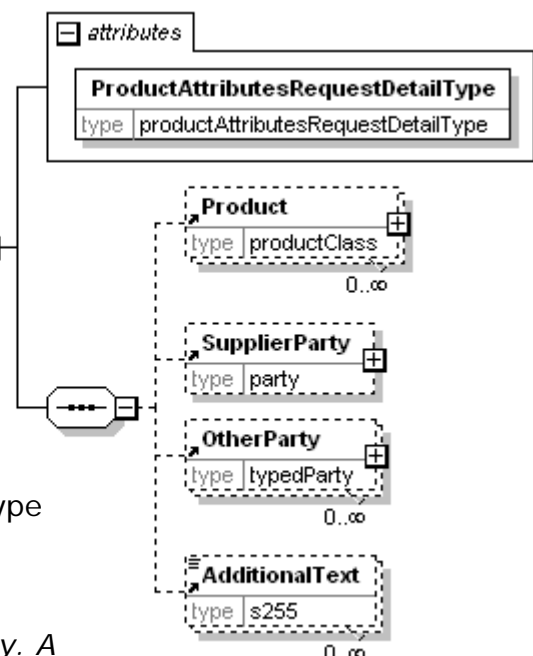 attributes
ProductAttributesRequestDetailType
type productAttributesRequestDetailType
Product
type productClass
0..∞
SupplierParty
type party
OtherParty
type typedParty
0..∞
ype
AdditionalText
type s255
y. A
0..∞